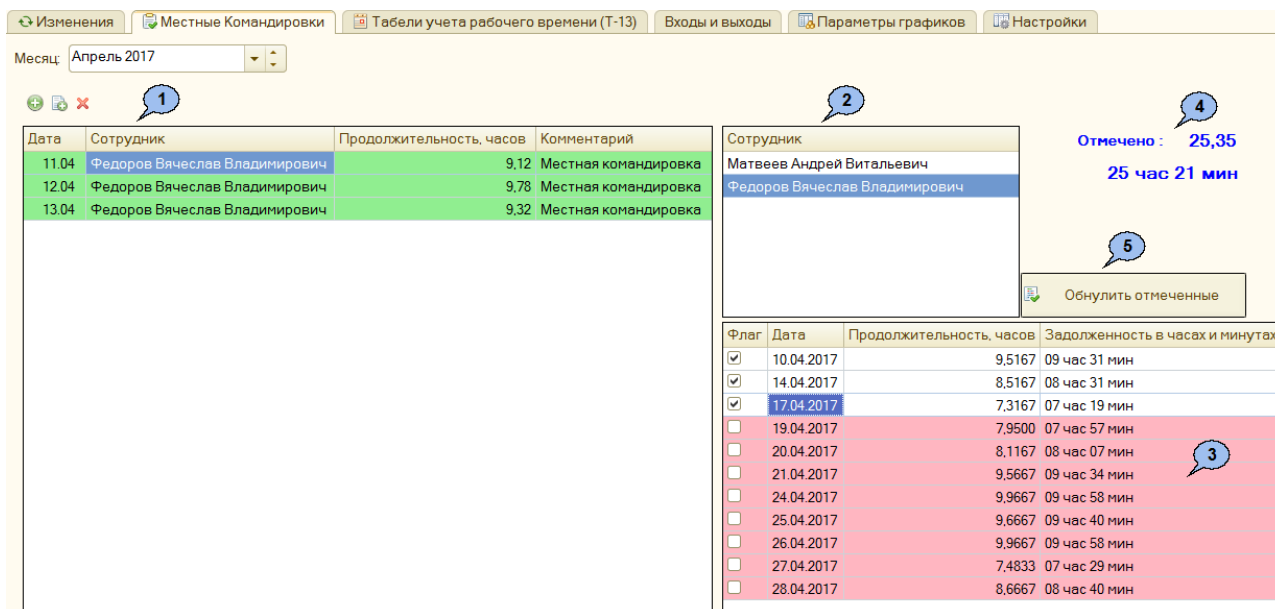 Изменения Местные Командировки Табели учета рабочего времени (Т-13) Входы и выходы Параметры графиков Настройки
Месяц: Апрель 2017
1
Дата Сотрудник Продолжительность, часов Комментарий
11.04 Федоров Вячеслав Владимирович 9,12 Местная командировка
12.04 Федоров Вячеслав Владимирович 9,78 Местная командировка
13.04 Федоров Вячеслав Владимирович 9,32 Местная командировка
2
Сотрудник
Матвеев Андрей Витальевич
Федоров Вячеслав Владимирович
4
Отмечено : 25,35
25 час 21 мин
5
Обнулить отмеченные
Флаг Дата Продолжительность, часов Задолженность в часах и минутах
10.04.2017 9,5167 09 час 31 мин
14.04.2017 8,5167 08 час 31 мин
17.04.2017 7,3167 07 час 19 мин
19.04.2017 7,9500 07 час 57 мин
20.04.2017 8,1167 08 час 07 мин
21.04.2017 9,5667 09 час 34 мин
24.04.2017 9,9667 09 час 58 мин
25.04.2017 9,6667 09 час 40 мин
26.04.2017 9,9667 09 час 58 мин
27.04.2017 7,4833 07 час 29 мин
28.04.2017 8,6667 08 час 40 мин
3